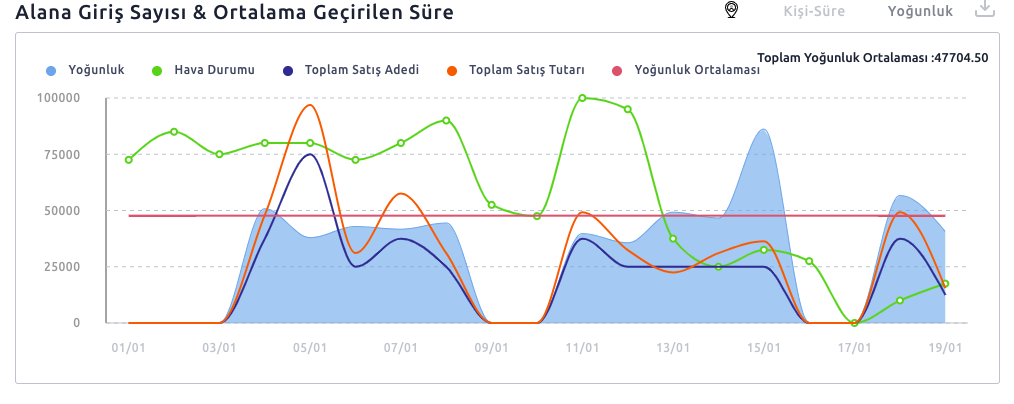 Alana Giriş Sayısı & Ortalama Geçirilen Süre
Kişi-Süre
Yoğunluk
Toplam Yoğunluk Ortalaması :47704.50
Yoğunluk
Hava Durumu
Toplam Satış Adedi
Toplam Satış Tutarı
Yoğunluk Ortalaması
100000
75000
50000
25000
0
01/01
03/01
05/01
07/01
09/01
11/01
13/01
15/01
17/01
19/01